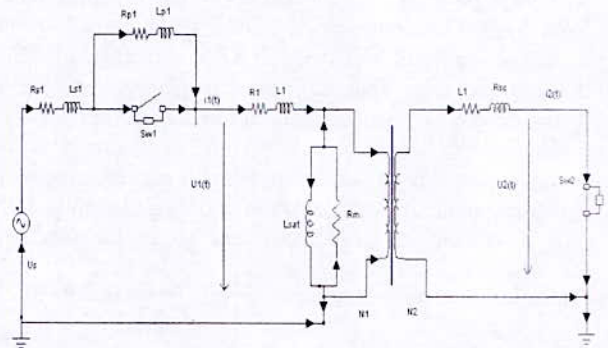 Rp1 Lp1
Rs1 Ls1
Sw1
i1(t)
R1 L1
U1(t)
Lsat
Rm
Us
N1 N2
L1 Rsc
i2(t)
U2(t)
Sw2